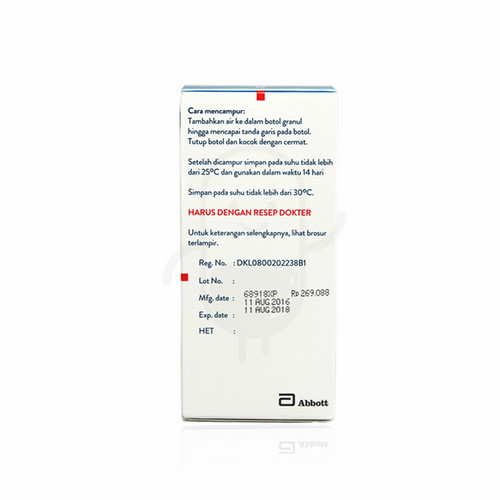 Cara mencampur:
Tambahkan air ke dalam botol granul
hingga mencapai tanda garis pada botol.
Tutup botol dan kocok dengan cermat.
Setelah dicampur simpan pada suhu tidak lebih
dari 25°C dan gunakan dalam waktu 14 hari
Simpan pada suhu tidak lebih dari 30°C.
HARUS DENGAN RESEP DOKTER
Untuk keterangan selengkapnya, lihat brosur
terlampir.
Reg. No. : DKL0800202238B1
Lot No. :
68918XP Rp 269.088
Mfg. date : 11 AUG 2016
Exp. date : 11 AUG 2018
HET :
Abbott